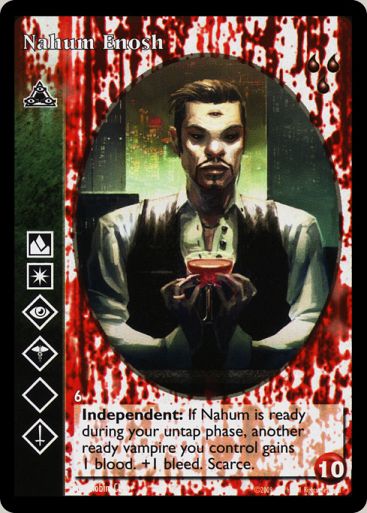 Nahum Enosh
6
Independent: If Nahum is ready
during your untap phase, another
ready vampire you control gains
1 blood. +1 bleed. Scarce.
10